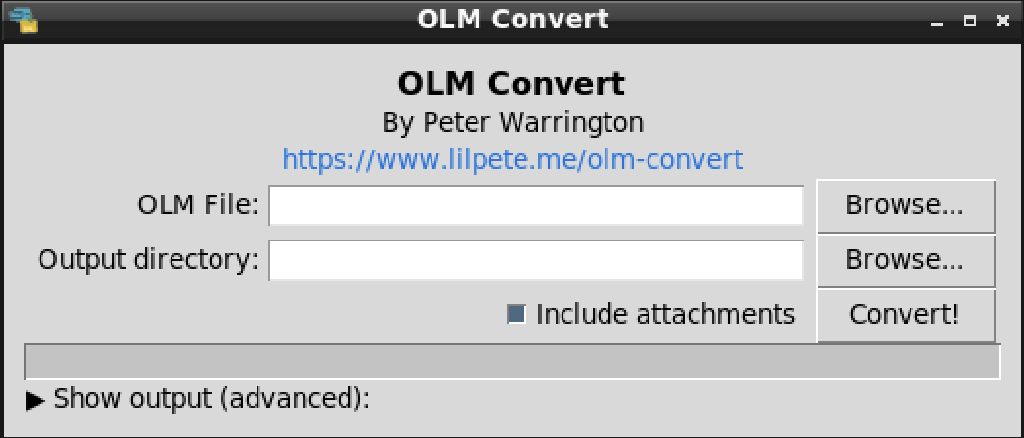 OLM Convert
OLM Convert
By Peter Warrington
https://www.lilpete.me/olm-convert
OLM File: Browse...
Output directory: Browse...
Include attachments Convert!
Show output (advanced):